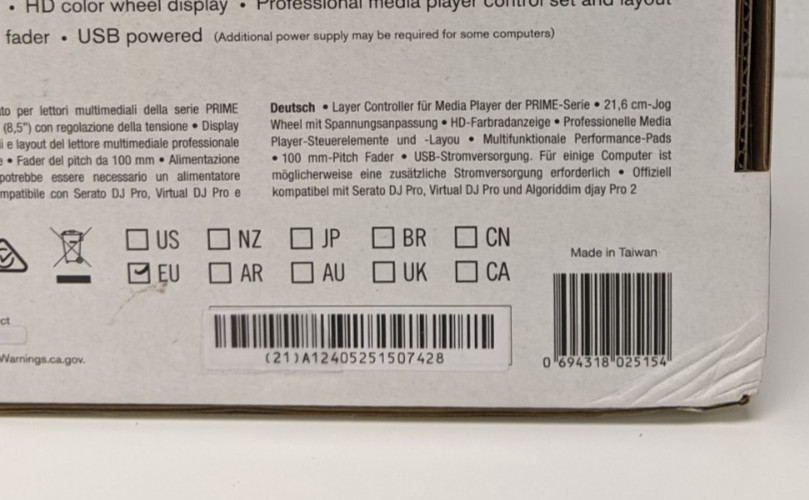 • HD color wheel display • Professional media player control set and layout
fader • USB powered (Additional power supply may be required for some computers)
to per lettori multimediali della serie PRIME
(8,5") con regolazione della tensione • Display
i e layout del lettore multimediale professionale
• Fader del pitch da 100 mm • Alimentazione
potrebbe essere necessario un alimentatore
mpatibile con Serato DJ Pro, Virtual DJ Pro e
Deutsch • Layer Controller für Media Player der PRIME-Serie • 21,6 cm-Jog
Wheel mit Spannungsanpassung • HD-Farbradanzeige • Professionelle Media
Player-Steuerelemente und -Layou • Multifunktionale Performance-Pads
• 100 mm-Pitch Fader • USB-Stromversorgung. Für einige Computer ist
möglicherweise eine zusätzliche Stromversorgung erforderlich • Offiziell
kompatibel mit Serato DJ Pro, Virtual DJ Pro und Algoriddim djay Pro 2
US NZ JP BR CN
EU AR AU UK CA
Made in Taiwan
ct
Warnings.ca.gov.
(21)A12405251507428
0 694318 025154